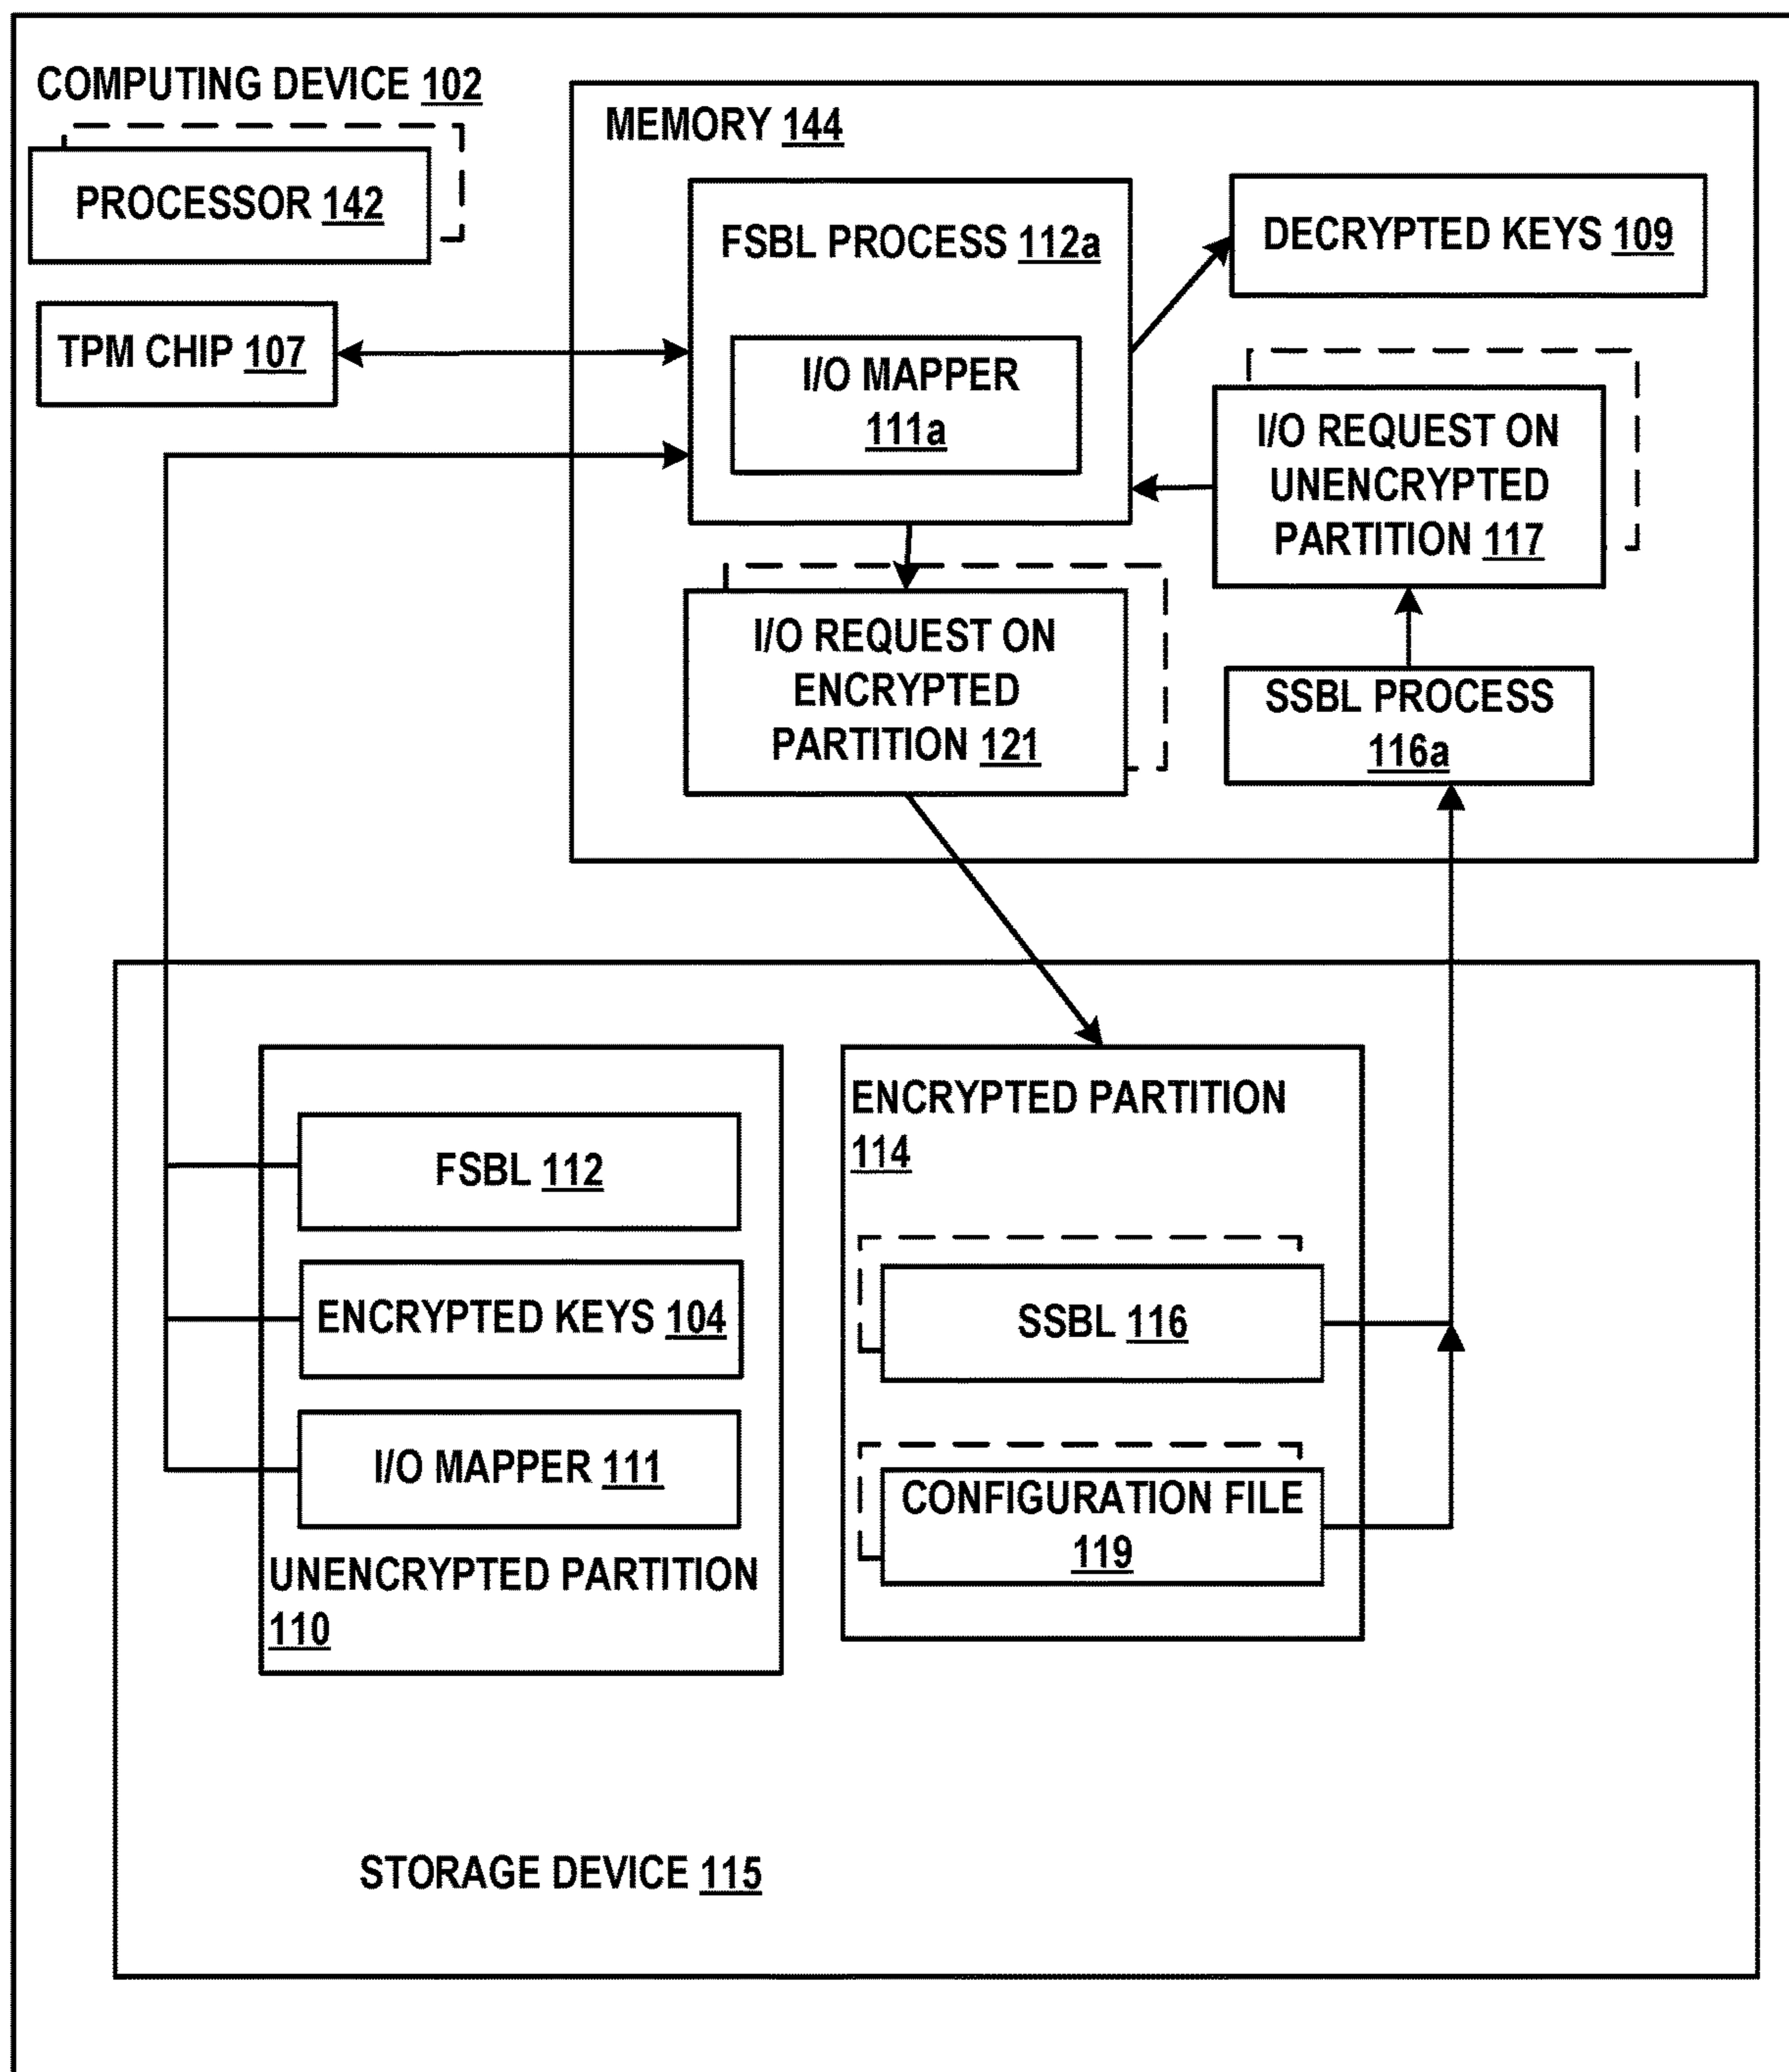 COMPUTING DEVICE 102
PROCESSOR 142
TPM CHIP 107
MEMORY 144
FSBL PROCESS 112a
I/O MAPPER
111a
DECRYPTED KEYS 109
I/O REQUEST ON
UNENCRYPTED
PARTITION 117
I/O REQUEST ON
ENCRYPTED
PARTITION 121
SSBL PROCESS
116a
FSBL 112
ENCRYPTED KEYS 104
I/O MAPPER 111
UNENCRYPTED PARTITION
110
ENCRYPTED PARTITION
114
SSBL 116
CONFIGURATION FILE
119
STORAGE DEVICE 115